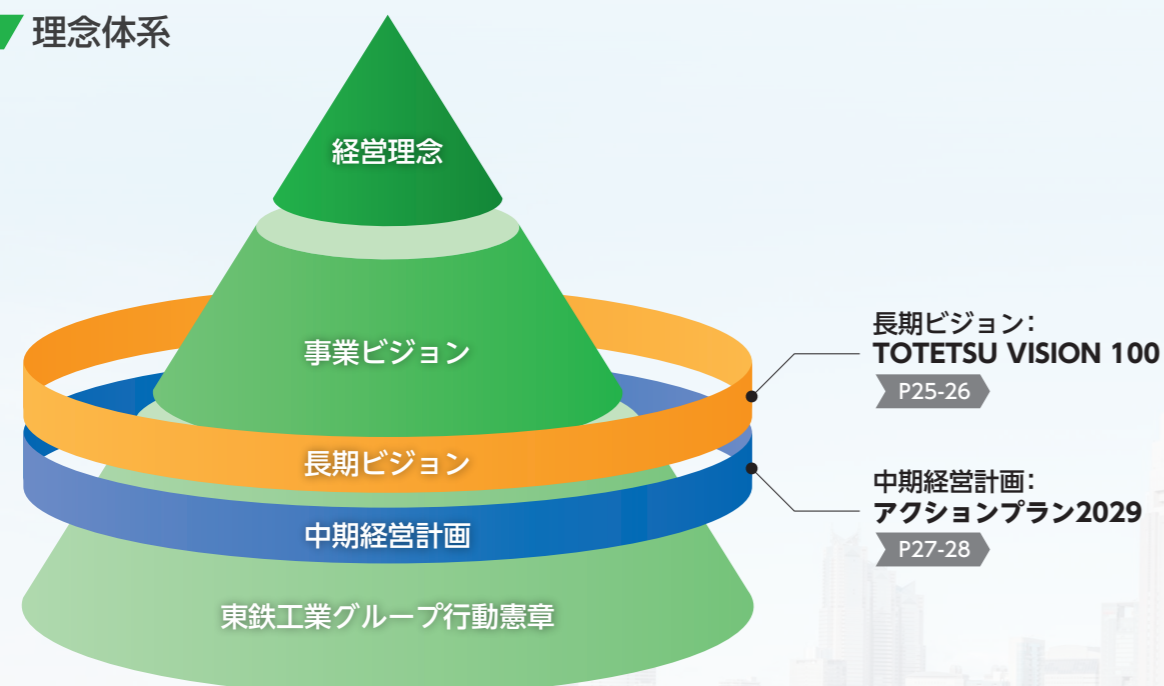 理念体系
経営理念
事業ビジョン
長期ビジョン
中期経営計画
東鉄工業グループ行動憲章
長期ビジョン:
TOTETSU VISION 100
P25-26
中期経営計画:
アクションプラン2029
P27-28